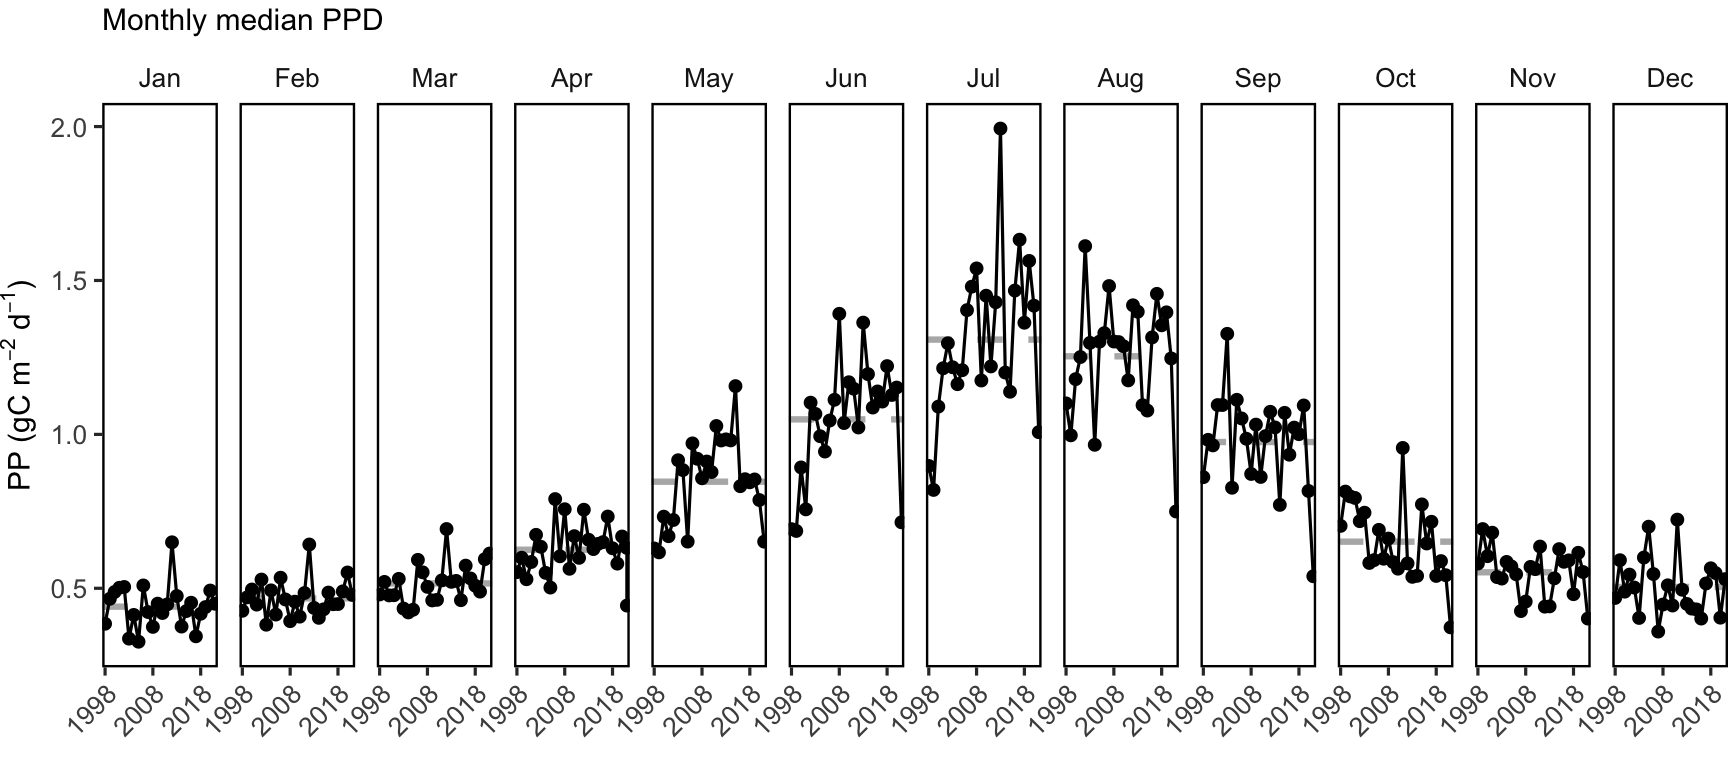 Monthly median PPD
Jan Feb Mar Apr May Jun Jul Aug Sep Oct Nov Dec
2.0
1.5
1.0
0.5
PP (gC m⁻² d⁻¹)
1998 2008 2018 1998 2008 2018 1998 2008 2018 1998 2008 2018 1998 2008 2018 1998 2008 2018 1998 2008 2018 1998 2008 2018 1998 2008 2018 1998 2008 2018 1998 2008 2018 1998 2008 2018